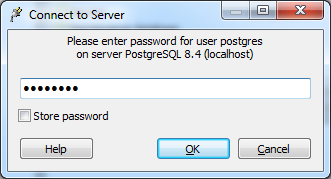 Connect to Server
Please enter password for user postgres
on server PostgreSQL 8.4 (localhost)
••••••••
Store password
Help
OK
Cancel